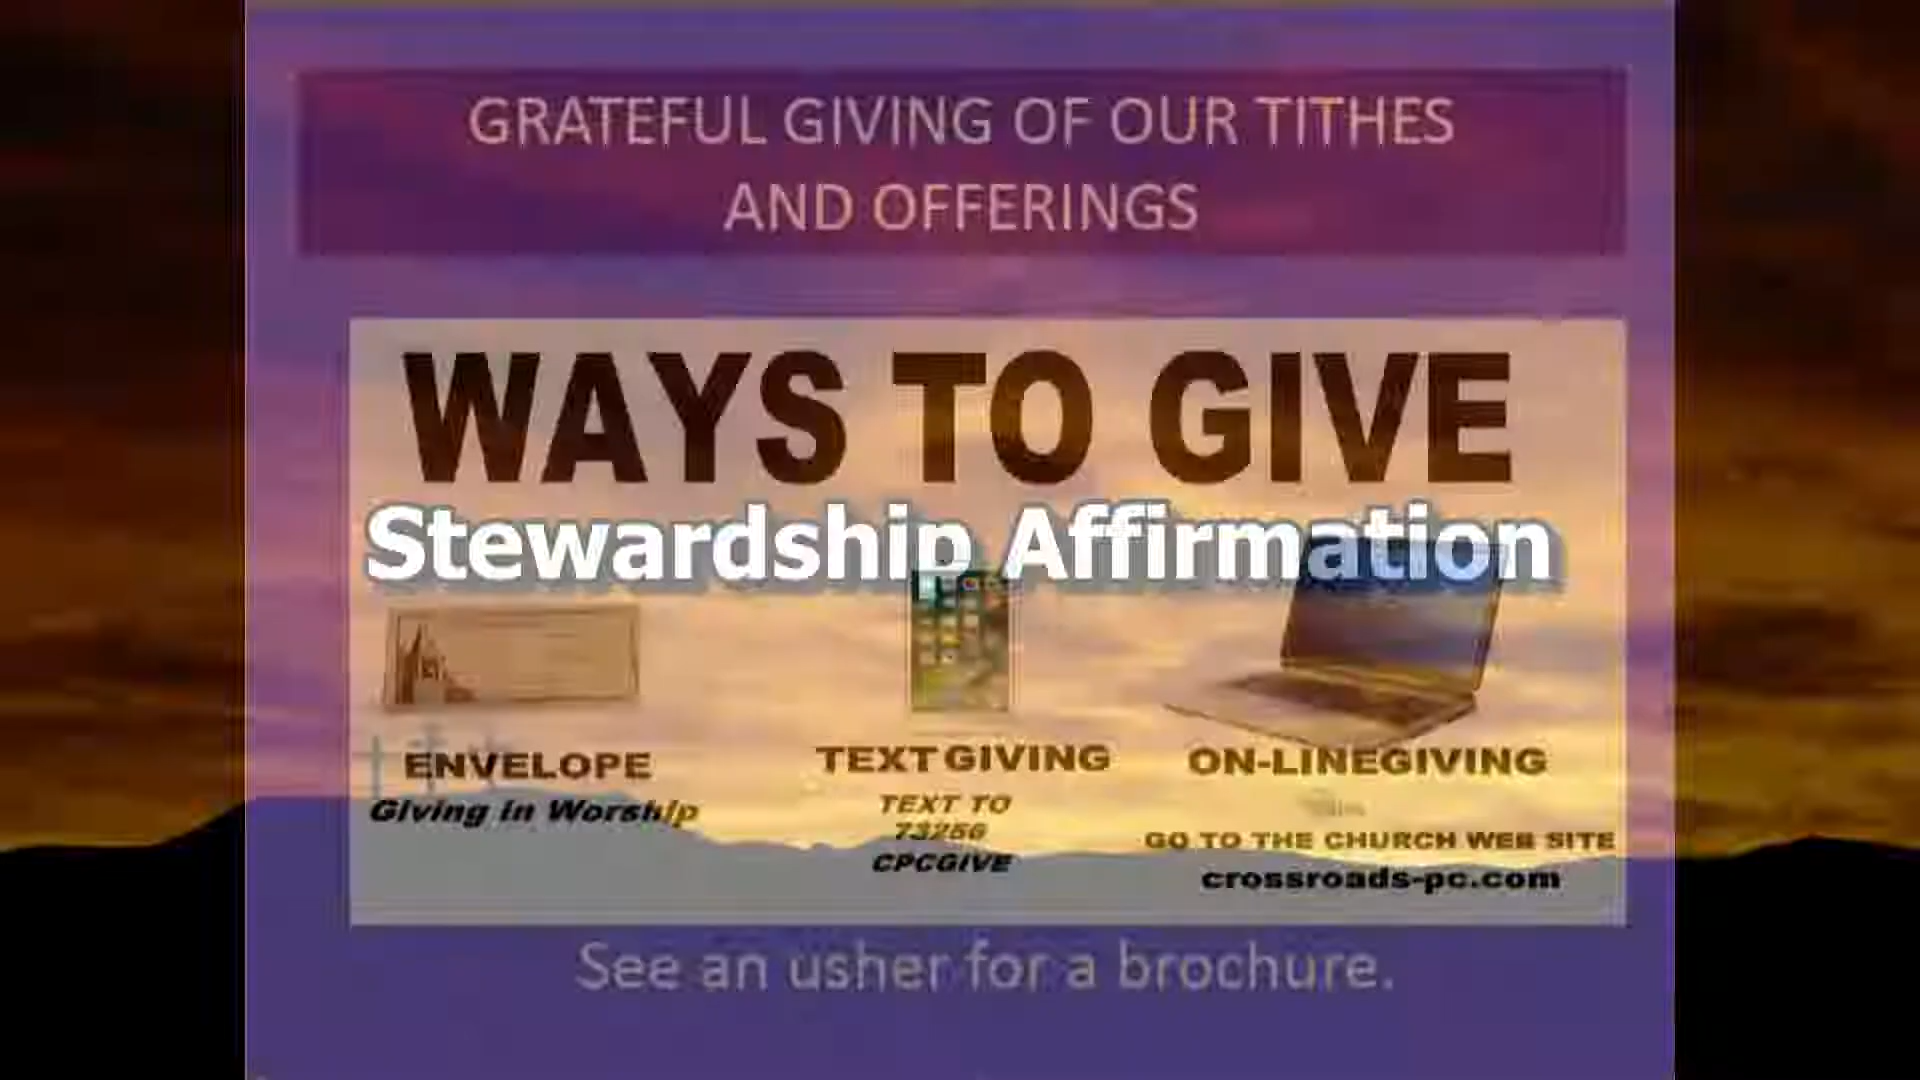 GRATEFUL GIVING OF OUR TITHES
AND OFFERINGS
WAYS TO GIVE
Stewardship Affirmation
ENVELOPE
Giving in Worship
TEXT GIVING
TEXT TO
73256
CPCGIVE
ON-LINEGIVING
GO TO THE CHURCH WEB SITE
crossroads-pc.com
See an usher for a brochure.